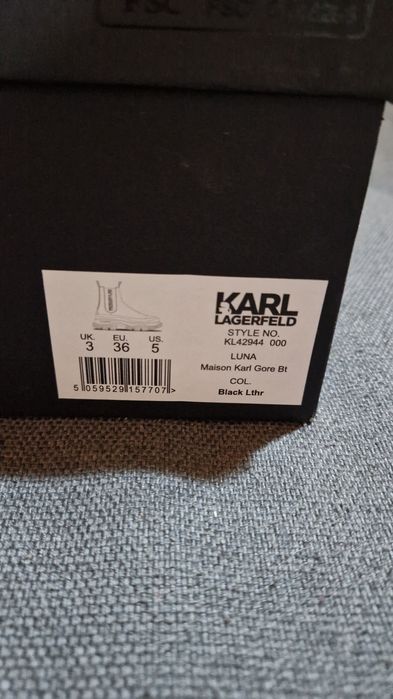 FSC
KARL
LAGERFELD
STYLE NO.
KL42944 000
UK. EU. US.
3 36 5
LUNA
Maison Karl Gore Bt
COL.
Black Lthr
5 059529 157707 >